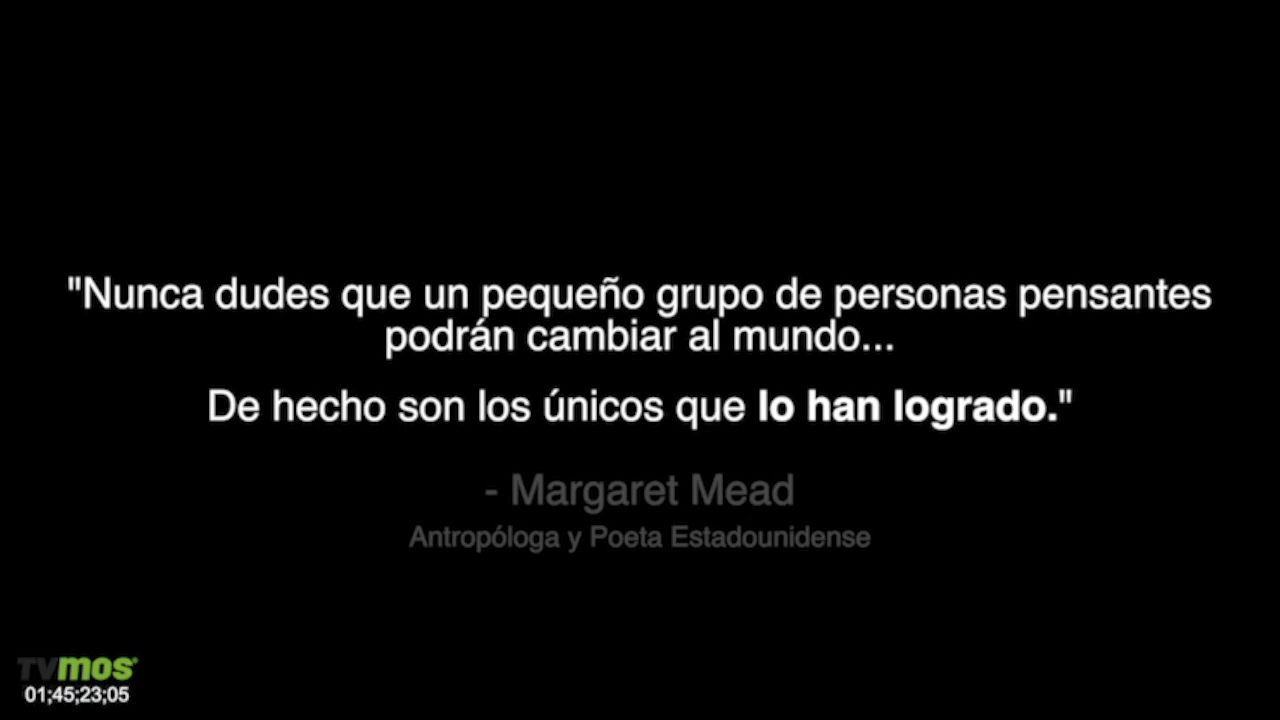 "Nunca dudes que un pequeño grupo de personas pensantes
podrán cambiar al mundo...
De hecho son los únicos que lo han logrado."
- Margaret Mead
Antropóloga y Poeta Estadounidense
TVmos
01;45;23;05